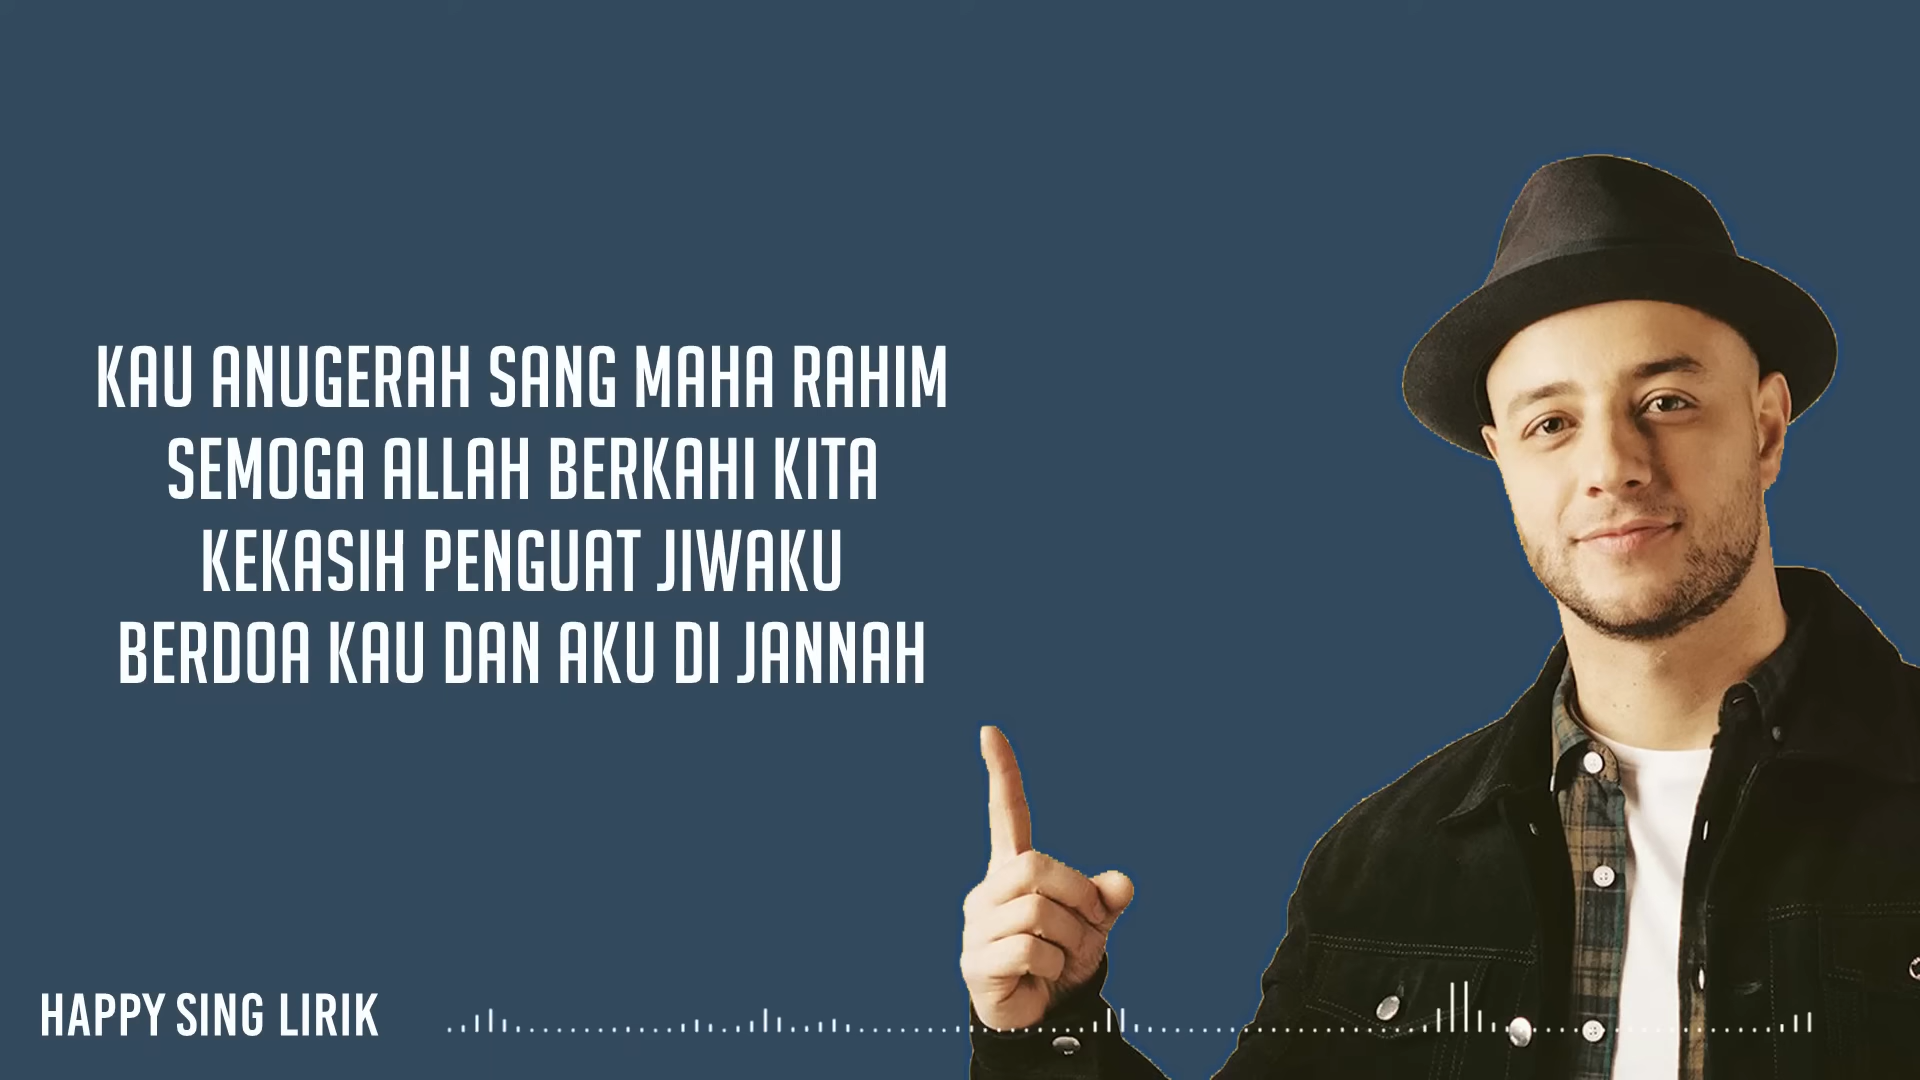 KAU ANUGERAH SANG MAHA RAHIM
SEMOGA ALLAH BERKAHI KITA
KEKASIH PENGUAT JIWAKU
BERDOA KAU DAN AKU DI JANNAH
HAPPY SING LIRIK